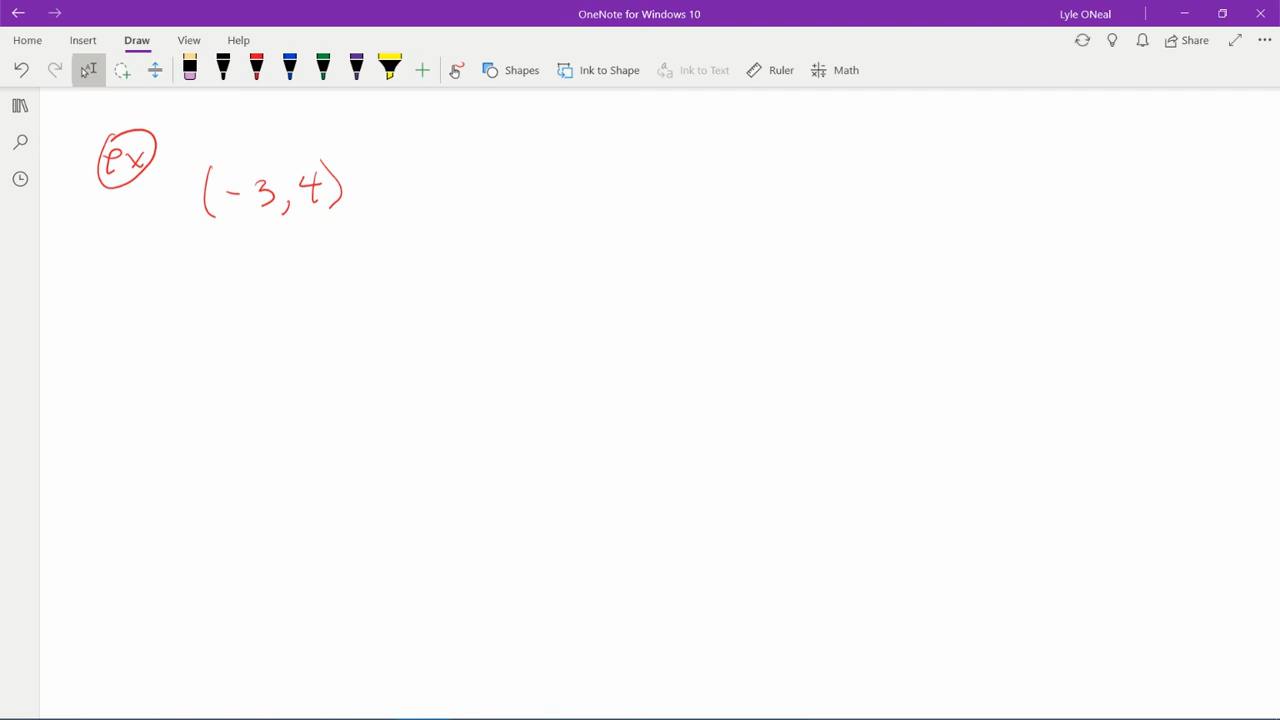 OneNote for Windows 10
Lyle ONeal
Home Insert Draw View Help
Share
Shapes Ink to Shape Ink to Text Ruler Math
ex
(-3, 4)